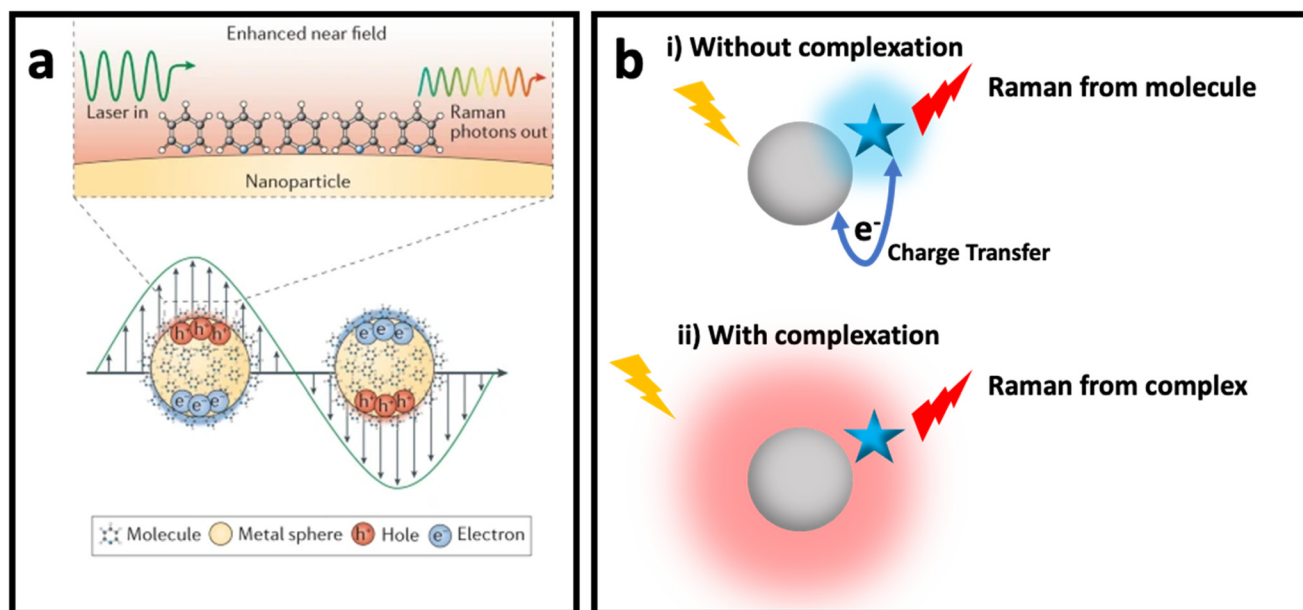 a
Enhanced near field
Laser in
Raman
photons out
Nanoparticle
h⁺ h⁺ h⁺
e⁻ e⁻ e⁻
e⁻ e⁻ e⁻
h⁺ h⁺ h⁺
Molecule Metal sphere h⁺ Hole e⁻ Electron
b
i) Without complexation
Raman from molecule
e⁻
Charge Transfer
ii) With complexation
Raman from complex